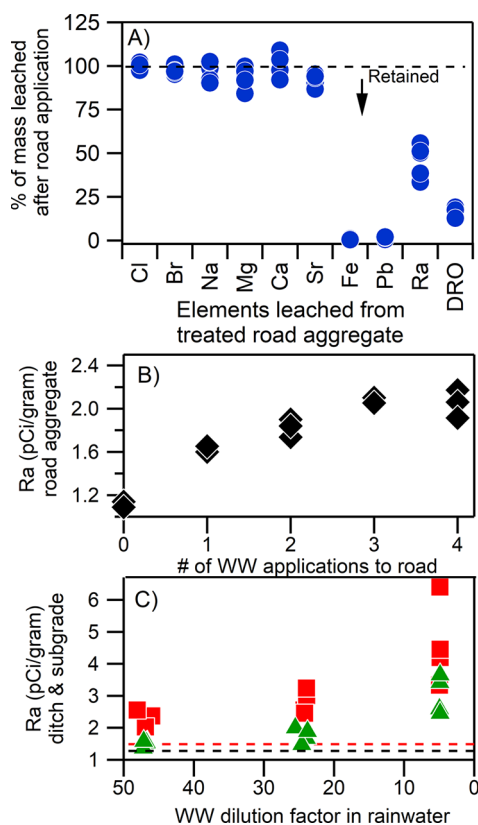 A)
% of mass leached
after road application
125
100
75
50
25
0
Retained
Cl
Br
Na
Mg
Ca
Sr
Fe
Pb
Ra
DRO
Elements leached from
treated road aggregate
B)
Ra (pCi/gram)
road aggregate
2.4
2.0
1.6
1.2
0
1
2
3
4
# of WW applications to road
C)
Ra (pCi/gram)
ditch & subgrade
6
5
4
3
2
1
50
40
30
20
10
0
WW dilution factor in rainwater